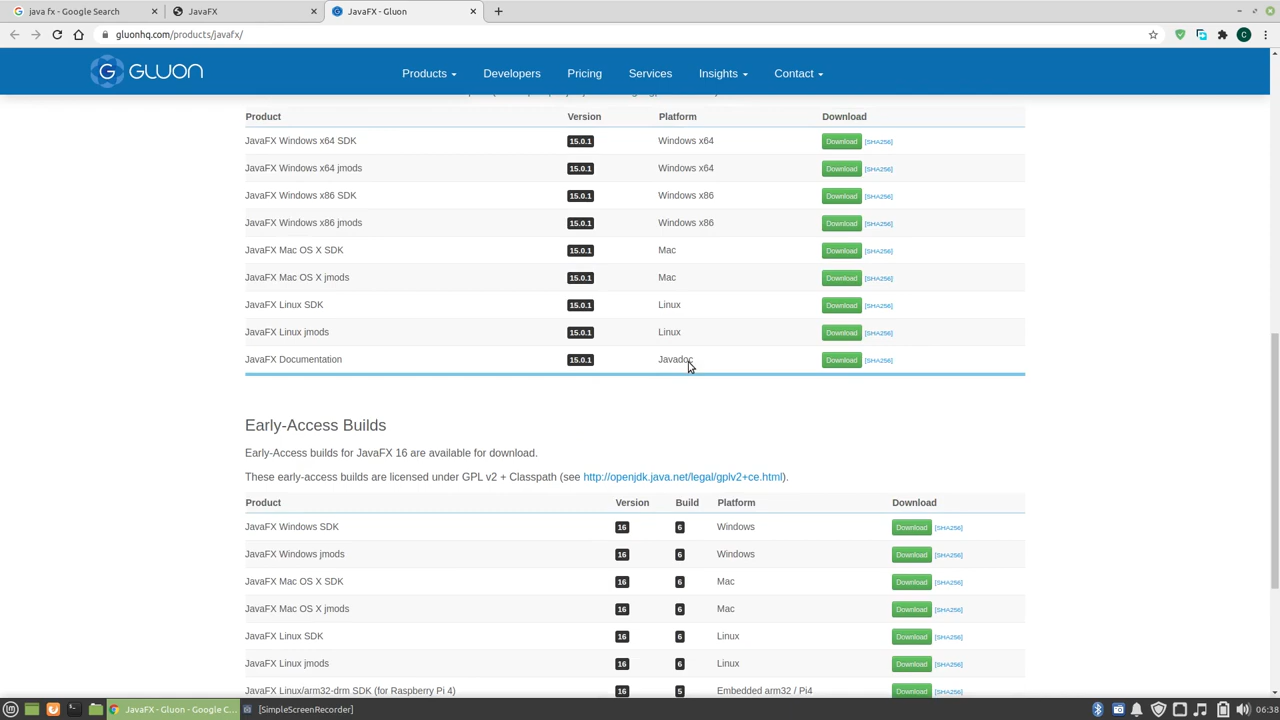 java fx - Google Search
JavaFX
JavaFX - Gluon
gluonhq.com/products/javafx/
C
GLUON
Products
Developers
Pricing
Services
Insights
Contact
Product Version Platform Download
JavaFX Windows x64 SDK 15.0.1 Windows x64 Download [SHA256]
JavaFX Windows x64 jmods 15.0.1 Windows x64 Download [SHA256]
JavaFX Windows x86 SDK 15.0.1 Windows x86 Download [SHA256]
JavaFX Windows x86 jmods 15.0.1 Windows x86 Download [SHA256]
JavaFX Mac OS X SDK 15.0.1 Mac Download [SHA256]
JavaFX Mac OS X jmods 15.0.1 Mac Download [SHA256]
JavaFX Linux SDK 15.0.1 Linux Download [SHA256]
JavaFX Linux jmods 15.0.1 Linux Download [SHA256]
JavaFX Documentation 15.0.1 Javadoc Download [SHA256]
Early-Access Builds
Early-Access builds for JavaFX 16 are available for download.
These early-access builds are licensed under GPL v2 + Classpath (see http://openjdk.java.net/legal/gplv2+ce.html).
Product Version Build Platform Download
JavaFX Windows SDK 16 6 Windows Download [SHA256]
JavaFX Windows jmods 16 6 Windows Download [SHA256]
JavaFX Mac OS X SDK 16 6 Mac Download [SHA256]
JavaFX Mac OS X jmods 16 6 Mac Download [SHA256]
JavaFX Linux SDK 16 6 Linux Download [SHA256]
JavaFX Linux jmods 16 6 Linux Download [SHA256]
JavaFX Linux/arm32-drm SDK (for Raspberry Pi 4) 16 5 Embedded arm32 / Pi4 Download [SHA256]
JavaFX - Gluon - Google C...
[SimpleScreenRecorder]
06:38